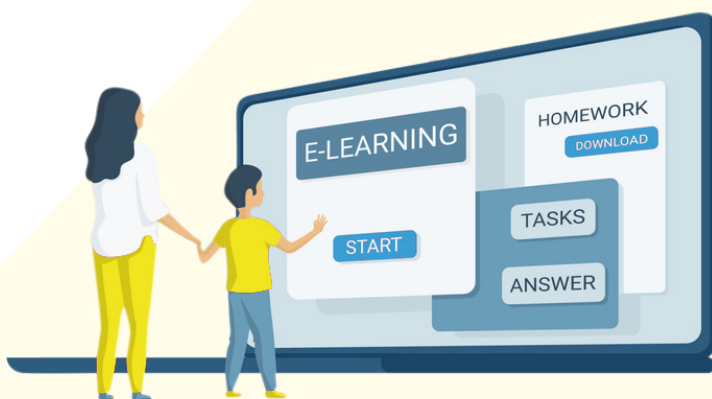 E-LEARNING
START
HOMEWORK
DOWNLOAD
TASKS
ANSWER